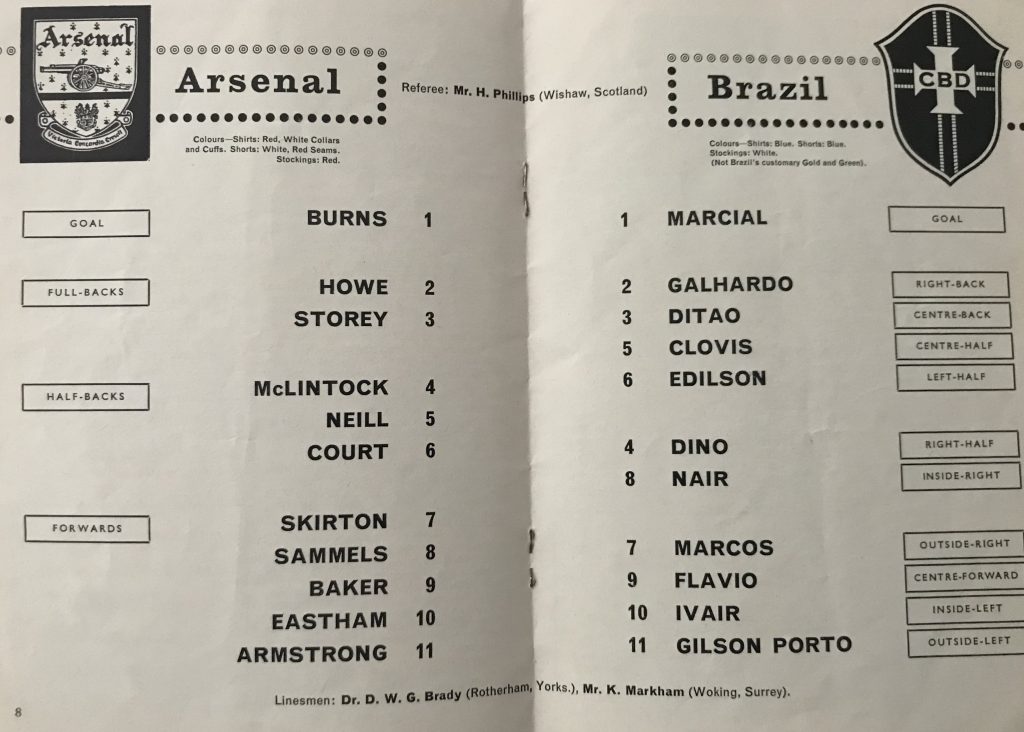 Arsenal
Victoria Concordia Crescit
Arsenal
Colours—Shirts: Red, White Collars
and Cuffs. Shorts: White, Red Seams.
Stockings: Red.
Referee: Mr. H. Phillips (Wishaw, Scotland)
Brazil
CBD
Colours—Shirts: Blue. Shorts: Blue.
Stockings: White.
(Not Brazil's customary Gold and Green).
GOAL BURNS 1
FULL-BACKS HOWE 2
STOREY 3
HALF-BACKS McLINTOCK 4
NEILL 5
COURT 6
FORWARDS SKIRTON 7
SAMMELS 8
BAKER 9
EASTHAM 10
ARMSTRONG 11
1 MARCIAL GOAL
2 GALHARDO RIGHT-BACK
3 DITAO CENTRE-BACK
5 CLOVIS CENTRE-HALF
6 EDILSON LEFT-HALF
4 DINO RIGHT-HALF
8 NAIR INSIDE-RIGHT
7 MARCOS OUTSIDE-RIGHT
9 FLAVIO CENTRE-FORWARD
10 IVAIR INSIDE-LEFT
11 GILSON PORTO OUTSIDE-LEFT
Linesmen: Dr. D. W. G. Brady (Rotherham, Yorks.), Mr. K. Markham (Woking, Surrey).
8